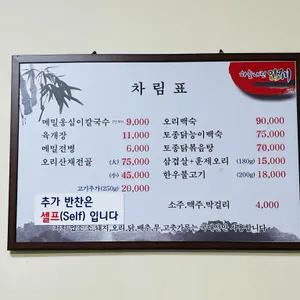 차림표
메밀옹심이칼국수 9,000
육개장 11,000
메밀전병 6,000
오리산채전골 (大) 75,000
(小) 45,000
고기추가(250g) 20,000
오리백숙 90,000
토종닭능이백숙 75,000
토종닭볶음탕 70,000
삼겹살+훈제오리 (180g) 15,000
한우불고기 (200g) 18,000
소주.맥주.막걸리 4,000
추가 반찬은
셀프(Self) 입니다